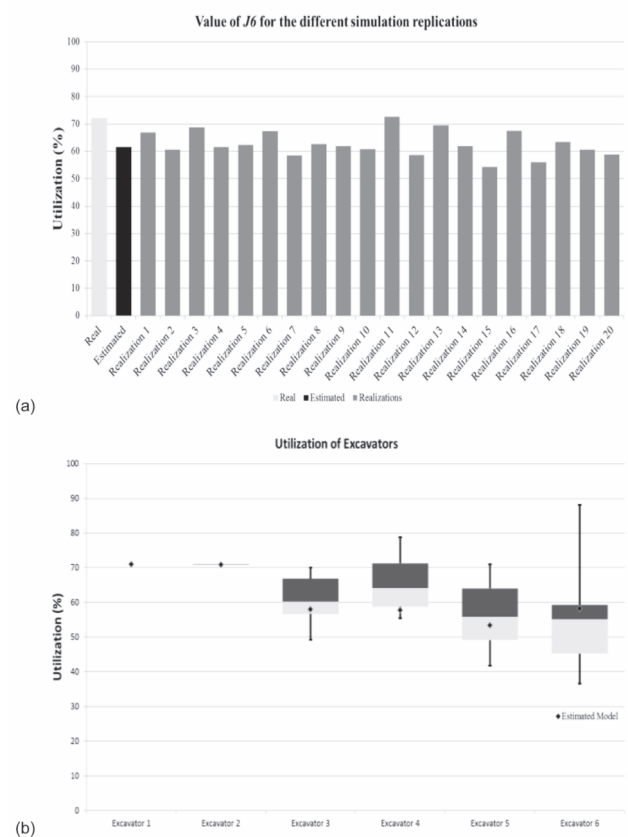 Value of J6 for the different simulation replications
Utilization (%)
100
90
80
70
60
50
40
30
20
10
0
Real
Estimated
Realization 1
Realization 2
Realization 3
Realization 4
Realization 5
Realization 6
Realization 7
Realization 8
Realization 9
Realization 10
Realization 11
Realization 12
Realization 13
Realization 14
Realization 15
Realization 16
Realization 17
Realization 18
Realization 19
Realization 20
Real Estimated Realizations
(a)
Utilization of Excavators
Utilization (%)
100
90
80
70
60
50
40
30
20
10
0
Estimated Model
Excavator 1 Excavator 2 Excavator 3 Excavator 4 Excavator 5 Excavator 6
(b)